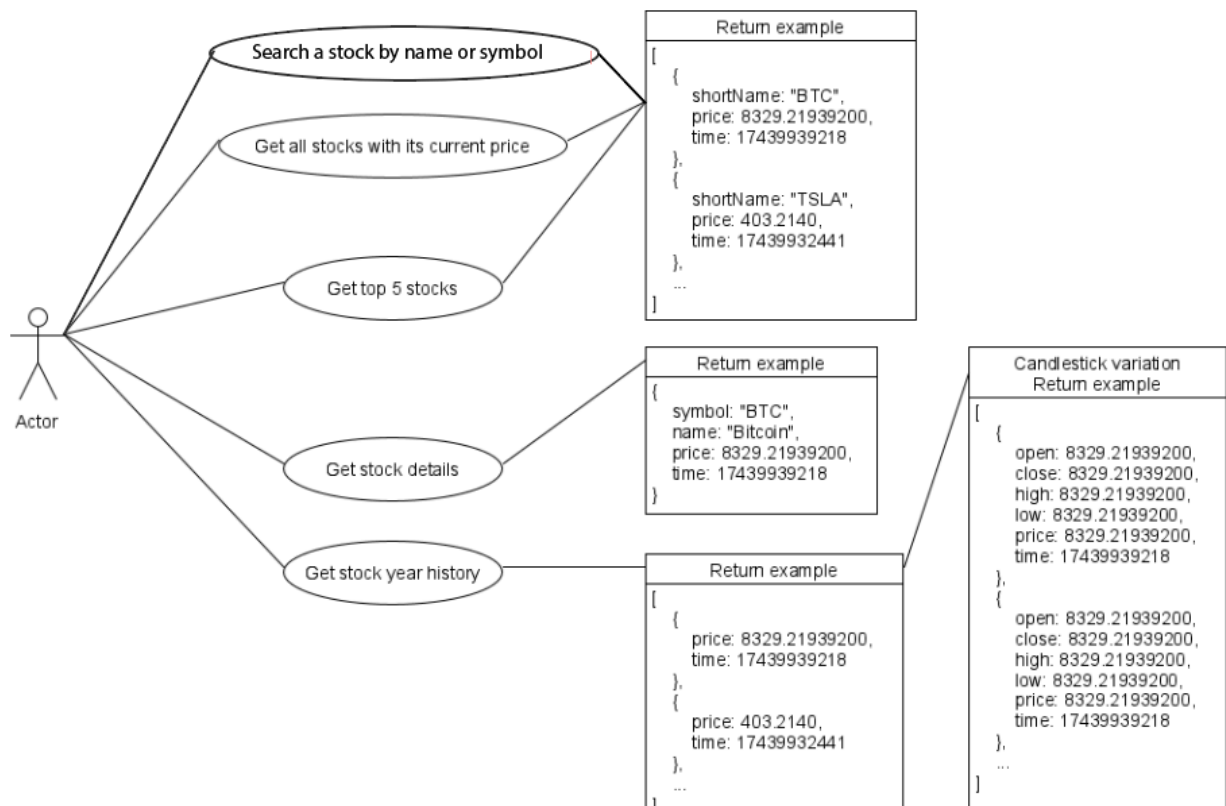 Search a stock by name or symbol
Get all stocks with its current price
Get top 5 stocks
Actor
Get stock details
Get stock year history
Return example
[
{
shortName: "BTC",
price: 8329.21939200,
time: 17439939218
},
{
shortName: "TSLA",
price: 403.2140,
time: 17439932441
},
...
]
Return example
{
symbol: "BTC",
name: "Bitcoin",
price: 8329.21939200,
time: 17439939218
}
Return example
[
{
price: 8329.21939200,
time: 17439939218
},
{
price: 403.2140,
time: 17439932441
},
...
]
Candlestick variation
Return example
[
{
open: 8329.21939200,
close: 8329.21939200,
high: 8329.21939200,
low: 8329.21939200,
price: 8329.21939200,
time: 17439939218
},
{
open: 8329.21939200,
close: 8329.21939200,
high: 8329.21939200,
low: 8329.21939200,
price: 8329.21939200,
time: 17439939218
},
...
]